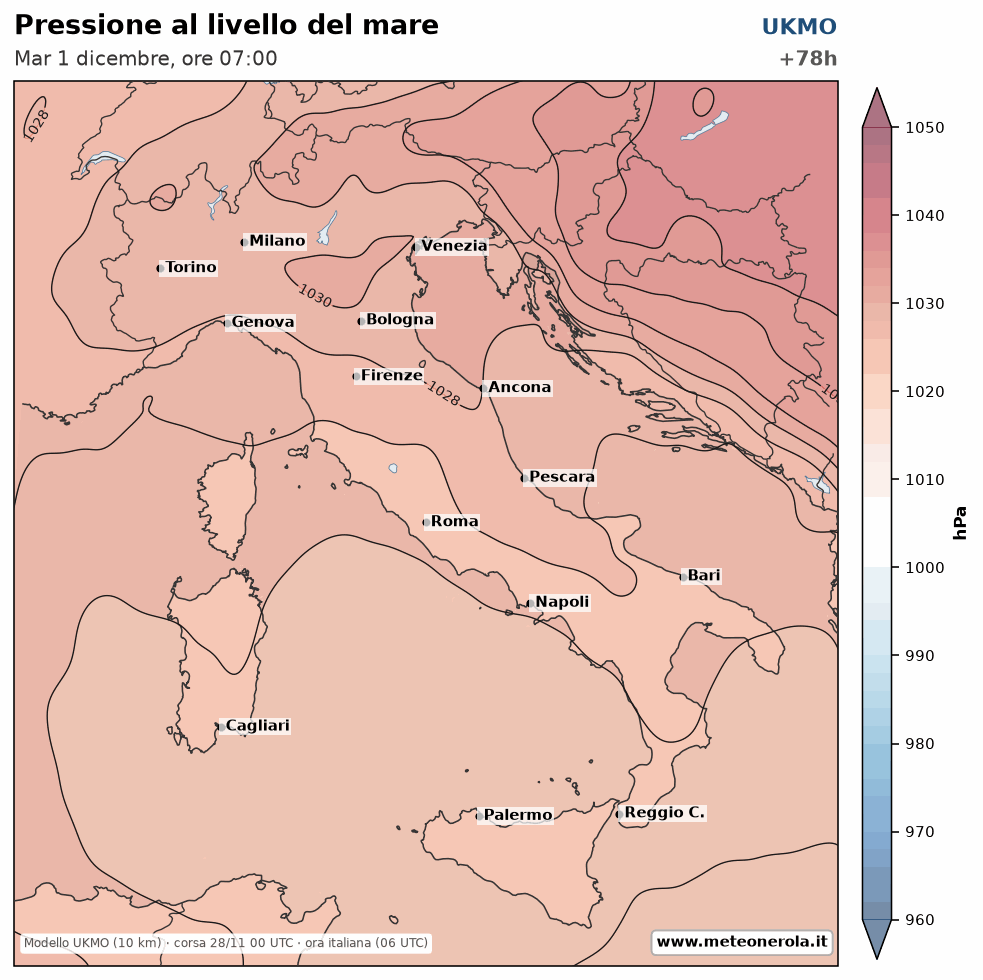 Pressione al livello del mare
UKMO
Mar 1 dicembre, ore 07:00
+78h
1028
Milano
Venezia
Torino
1030
Genova
Bologna
Firenze
1028
Ancona
10
Pescara
Roma
Bari
Napoli
Cagliari
Palermo
Reggio C.
Modello UKMO (10 km) · corsa 28/11 00 UTC · ora italiana (06 UTC)
www.meteonerola.it
1050
1040
1030
1020
1010
1000
990
980
970
960
hPa